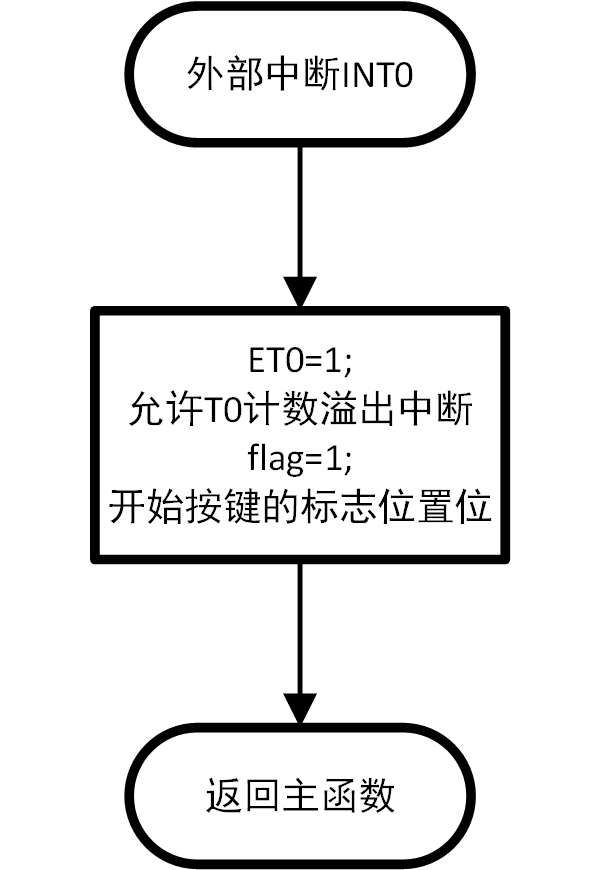 外部中断INT0
ET0=1;
允许T0计数溢出中断
flag=1;
开始按键的标志位置位
返回主函数